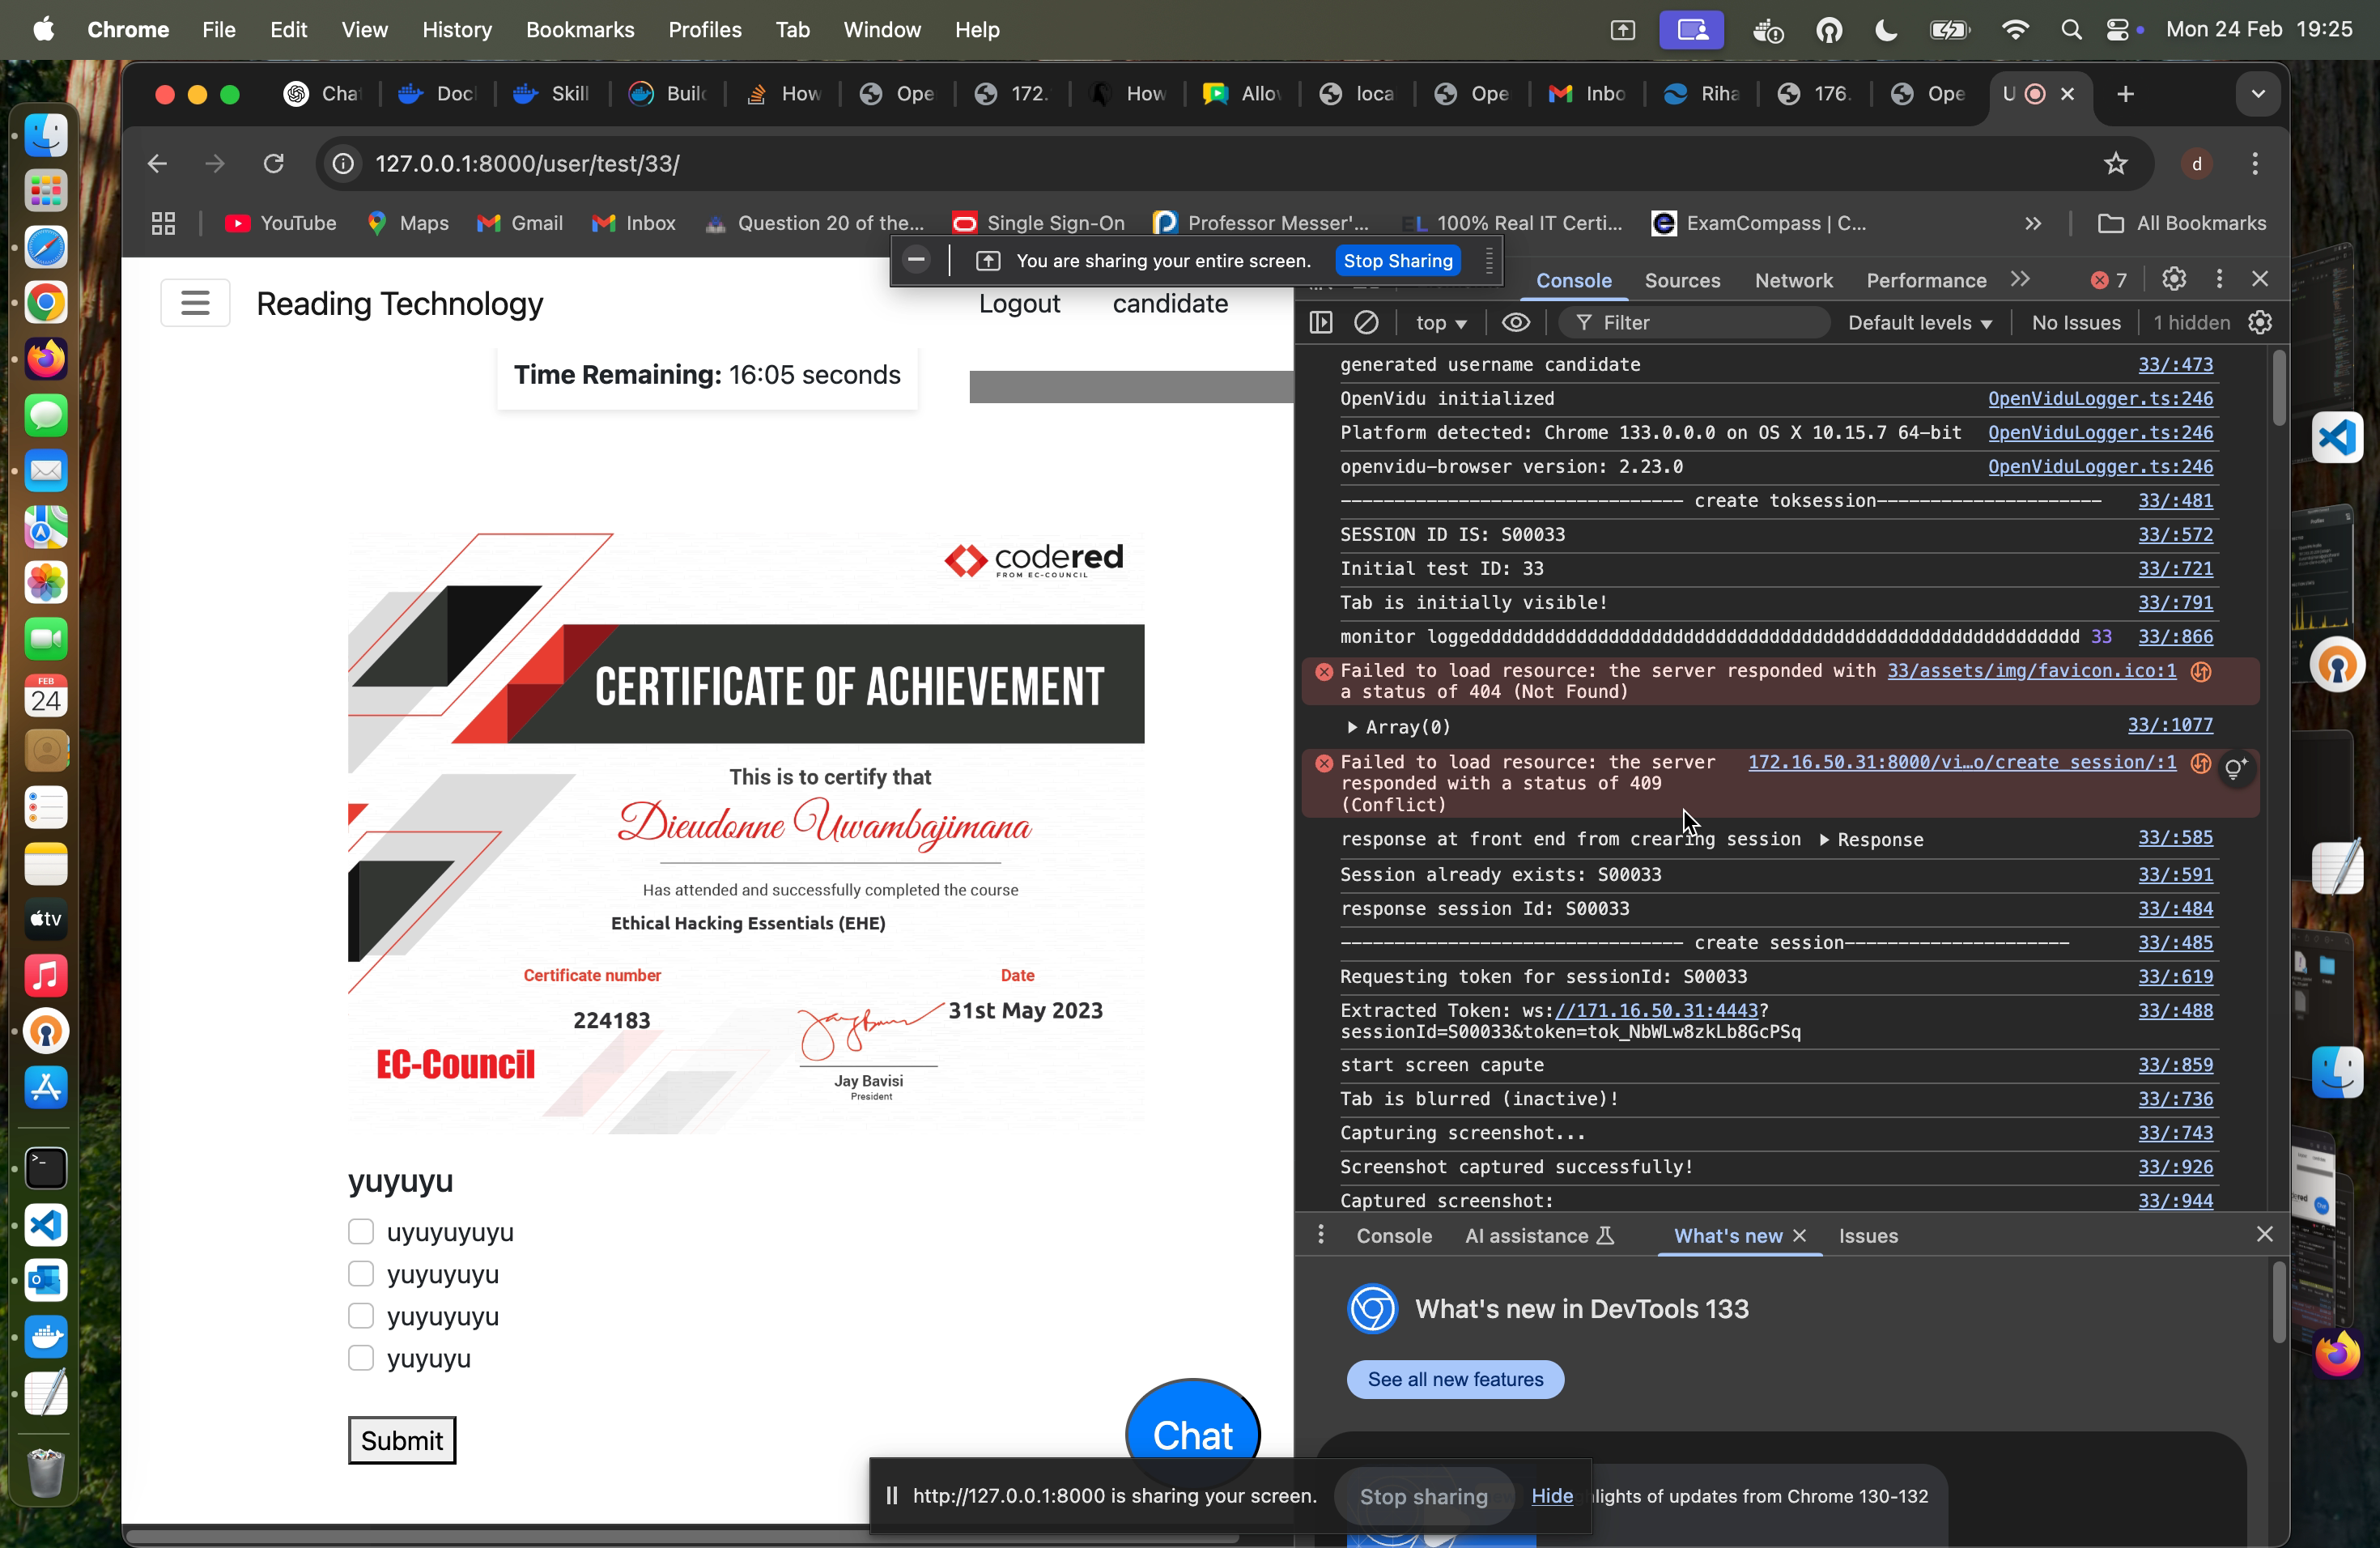 Chrome File Edit View History Bookmarks Profiles Tab Window Help Mon 24 Feb 19:25
Cha Doc Skill Build How Ope 172. How Allo loca Ope Inbo Riha 176. Ope U
127.0.0.1:8000/user/test/33/ d
YouTube Maps Gmail Inbox Question 20 of the... Single Sign-On Professor Messer'... EL 100% Real IT Certi... ExamCompass | C... All Bookmarks
You are sharing your entire screen. Stop Sharing
Reading Technology Logout candidate
Time Remaining: 16:05 seconds
codered
FROM EC-COUNCIL
CERTIFICATE OF ACHIEVEMENT
This is to certify that
Dieudonne Uwambajimana
Has attended and successfully completed the course
Ethical Hacking Essentials (EHE)
Certificate number Date
224183 31st May 2023
EC-Council
Jay Bavisi
President
yuyuyu
uyuyuyuyu
yuyuyuyu
yuyuyuyu
yuyuyu
Submit
Chat
http://127.0.0.1:8000 is sharing your screen. Stop sharing Hide
Console Sources Network Performance 7
top Filter Default levels No Issues 1 hidden
generated username candidate 33/:473
OpenVidu initialized OpenViduLogger.ts:246
Platform detected: Chrome 133.0.0.0 on OS X 10.15.7 64-bit OpenViduLogger.ts:246
openvidu-browser version: 2.23.0 OpenViduLogger.ts:246
-------------------------------- create toksession--------------------- 33/:481
SESSION ID IS: S00033 33/:572
Initial test ID: 33 33/:721
Tab is initially visible! 33/:791
monitor loggedddddddddddddddddddddddddddddddddddddddddddddddddddddddd 33 33/:866
Failed to load resource: the server responded with 33/assets/img/favicon.ico:1
a status of 404 (Not Found)
Array(0) 33/:1077
Failed to load resource: the server 172.16.50.31:8000/vi…o/create_session/:1
responded with a status of 409
(Conflict)
response at front end from crearing session Response 33/:585
Session already exists: S00033 33/:591
response session Id: S00033 33/:484
-------------------------------- create session------------------ 33/:485
Requesting token for sessionId: S00033 33/:619
Extracted Token: ws://171.16.50.31:4443? 33/:488
sessionId=S00033&token=tok_NbWLw8zkLb8GcPSq
start screen capute 33/:859
Tab is blurred (inactive)! 33/:736
Capturing screenshot... 33/:743
Screenshot captured successfully! 33/:926
Captured screenshot: 33/:944
Console AI assistance What's new Issues
What's new in DevTools 133
See all new features
lights of updates from Chrome 130-132
FEB
24
tv